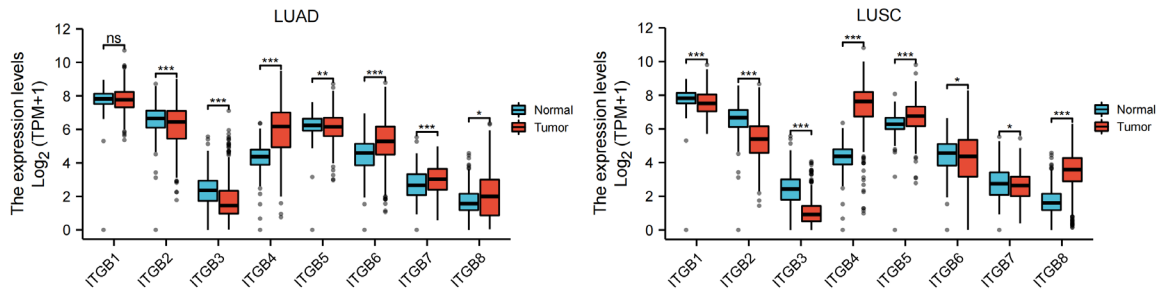 LUAD
The expression levels
Log2 (TPM+1)
12
10
8
6
4
2
0
ns
***
***
***
**
***
***
*
ITGB1
ITGB2
ITGB3
ITGB4
ITGB5
ITGB6
ITGB7
ITGB8
Normal
Tumor
LUSC
The expression levels
Log2 (TPM+1)
12
10
8
6
4
2
0
***
***
***
***
***
*
*
***
ITGB1
ITGB2
ITGB3
ITGB4
ITGB5
ITGB6
ITGB7
ITGB8
Normal
Tumor